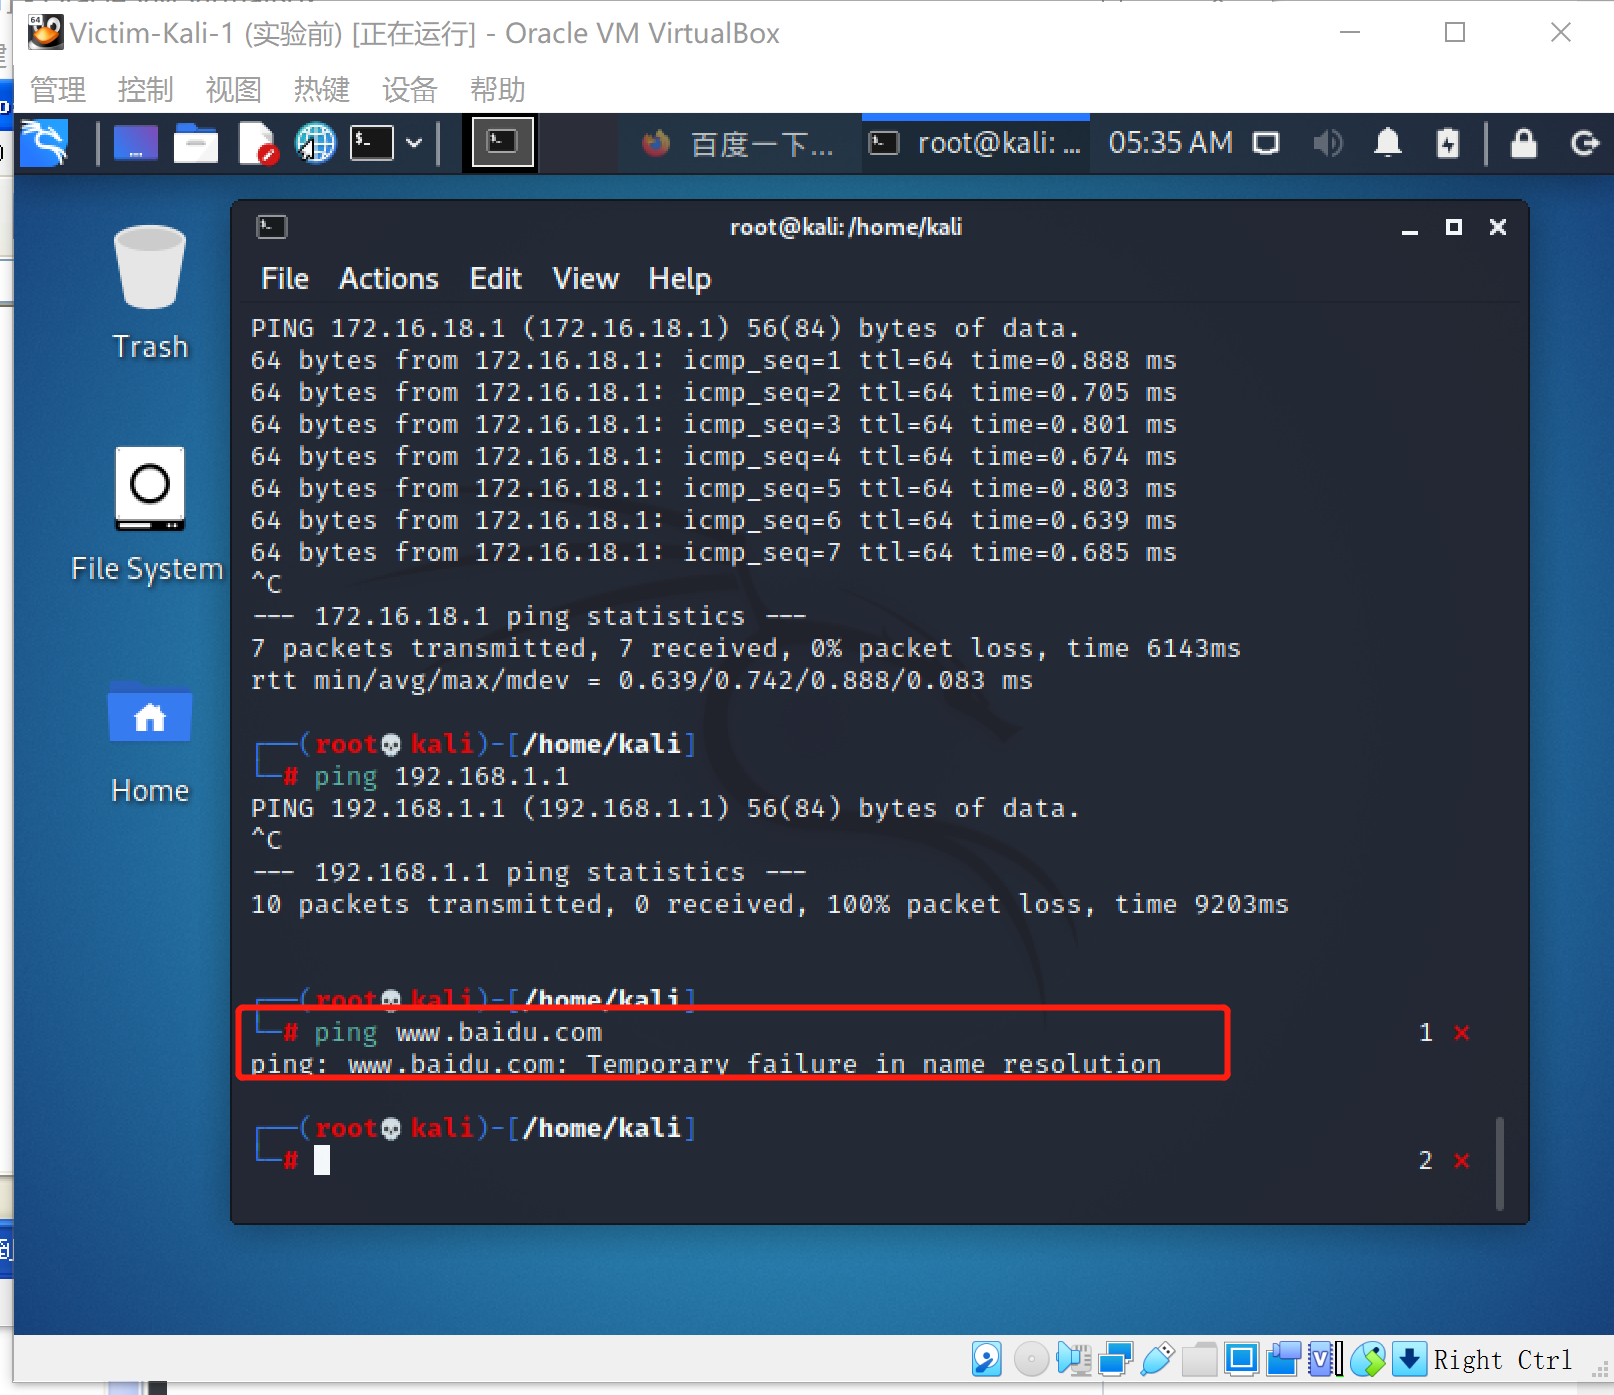 Victim-Kali-1 (实验前) [正在运行] - Oracle VM VirtualBox
管理 控制 视图 热键 设备 帮助
百度一下... root@kali: ... 05:35 AM
root@kali:/home/kali
File Actions Edit View Help
PING 172.16.18.1 (172.16.18.1) 56(84) bytes of data.
64 bytes from 172.16.18.1: icmp_seq=1 ttl=64 time=0.888 ms
64 bytes from 172.16.18.1: icmp_seq=2 ttl=64 time=0.705 ms
64 bytes from 172.16.18.1: icmp_seq=3 ttl=64 time=0.801 ms
64 bytes from 172.16.18.1: icmp_seq=4 ttl=64 time=0.674 ms
64 bytes from 172.16.18.1: icmp_seq=5 ttl=64 time=0.803 ms
64 bytes from 172.16.18.1: icmp_seq=6 ttl=64 time=0.639 ms
64 bytes from 172.16.18.1: icmp_seq=7 ttl=64 time=0.685 ms
^C
--- 172.16.18.1 ping statistics ---
7 packets transmitted, 7 received, 0% packet loss, time 6143ms
rtt min/avg/max/mdev = 0.639/0.742/0.888/0.083 ms
┌──(root💀kali)-[/home/kali]
└─# ping 192.168.1.1
PING 192.168.1.1 (192.168.1.1) 56(84) bytes of data.
^C
--- 192.168.1.1 ping statistics ---
10 packets transmitted, 0 received, 100% packet loss, time 9203ms
┌──(root💀kali)-[/home/kali]
└─# ping www.baidu.com 1 ⨯
ping: www.baidu.com: Temporary failure in name resolution
┌──(root💀kali)-[/home/kali]
└─# 2 ⨯
Trash
File System
Home
Right Ctrl